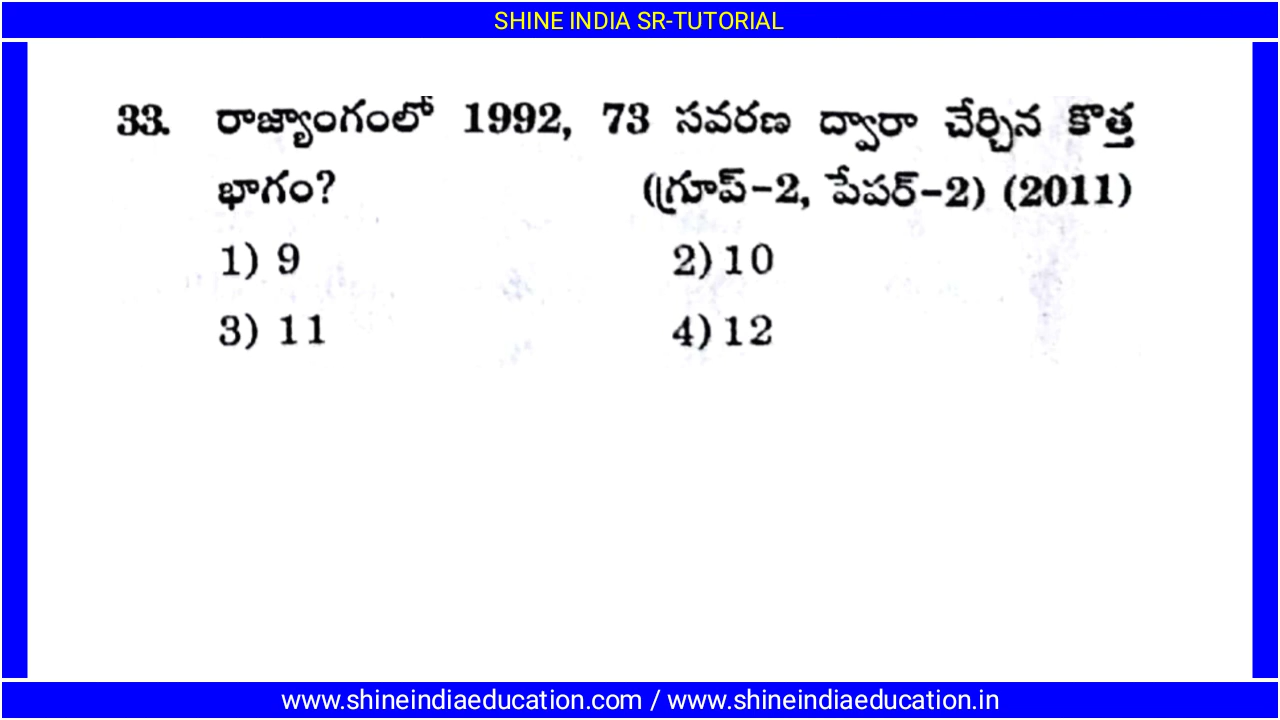 SHINE INDIA SR-TUTORIAL
33. రాజ్యాంగంలో 1992, 73 సవరణ ద్వారా చేర్చిన కొత్త
భాగం? (గ్రూప్-2, పేపర్-2) (2011)
1) 9 2) 10
3) 11 4) 12
www.shineindiaeducation.com / www.shineindiaeducation.in